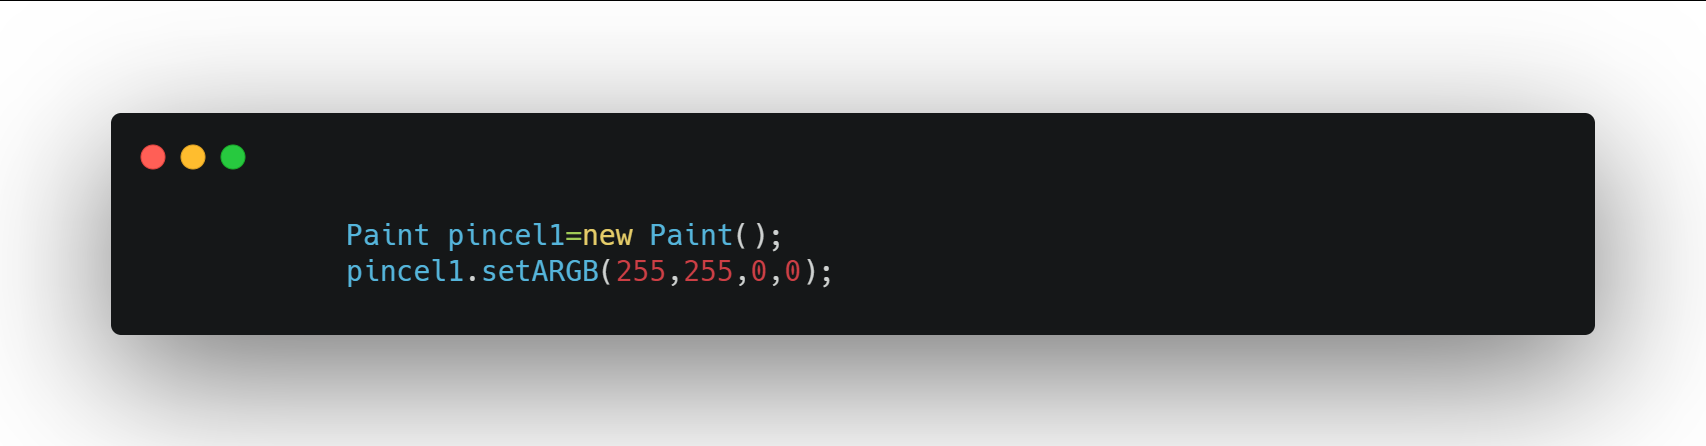 Paint pincel1=new Paint();
pincel1.setARGB(255,255,0,0);